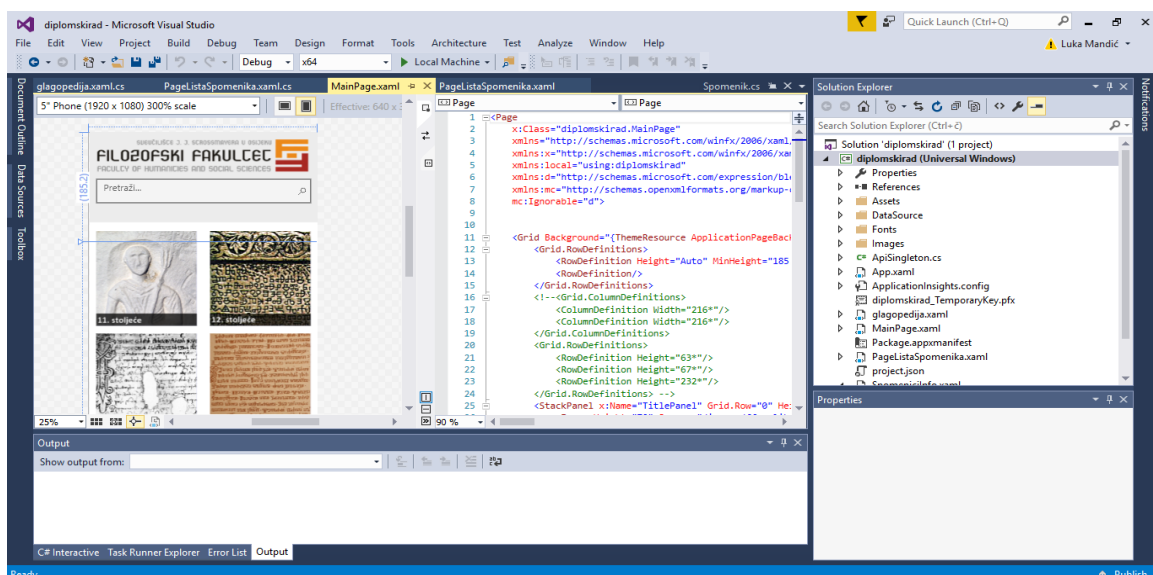 diplomskirad - Microsoft Visual Studio
Quick Launch (Ctrl+Q)
File Edit View Project Build Debug Team Design Format Tools Architecture Test Analyze Window Help
Luka Mandić
Debug x64 Local Machine
Document Outline
Data Sources
Toolbox
glagopedija.xaml.cs PageListaSpomenika.xaml.cs MainPage.xaml PageListaSpomenika.xaml Spomenik.cs
5" Phone (1920 x 1080) 300% scale
Effective: 640 x
FILOZOFSKI FAKULTET
FACULTY OF HUMANITIES AND SOCIAL SCIENCES
(185.2)
Pretraži...
11. stoljeće
12. stoljeće
25%
Page Page
1 <Page
2 x:Class="diplomskirad.MainPage"
3 xmlns="http://schemas.microsoft.com/winfx/2006/xaml,
4 xmlns:x="http://schemas.microsoft.com/winfx/2006/xa
5 xmlns:local="using:diplomskirad"
6 xmlns:d="http://schemas.microsoft.com/expression/bl
7 xmlns:mc="http://schemas.openxmlformats.org/markup-
8 mc:Ignorable="d">
9
10
11 <Grid Background="{ThemeResource ApplicationPageBac
12 <Grid.RowDefinitions>
13 <RowDefinition Height="Auto" MinHeight="185
14 <RowDefinition/>
15 </Grid.RowDefinitions>
16 <!--<Grid.ColumnDefinitions>
17 <ColumnDefinition Width="216*"/>
18 <ColumnDefinition Width="216*"/>
19 </Grid.ColumnDefinitions>
20 <Grid.RowDefinitions>
21 <RowDefinition Height="63*"/>
22 <RowDefinition Height="67*"/>
23 <RowDefinition Height="232*"/>
24 </Grid.RowDefinitions> -->
25 <StackPanel x:Name="TitlePanel" Grid.Row="0" He
90 %
Solution Explorer
Search Solution Explorer (Ctrl+č)
Solution 'diplomskirad' (1 project)
diplomskirad (Universal Windows)
Properties
References
Assets
DataSource
Fonts
Images
ApiSingleton.cs
App.xaml
ApplicationInsights.config
diplomskirad_TemporaryKey.pfx
glagopedija.xaml
MainPage.xaml
Package.appxmanifest
PageListaSpomenika.xaml
project.json
SpomeniciInfo.xaml
Notifications
Properties
Output
Show output from:
C# Interactive Task Runner Explorer Error List Output
Ready
Publish